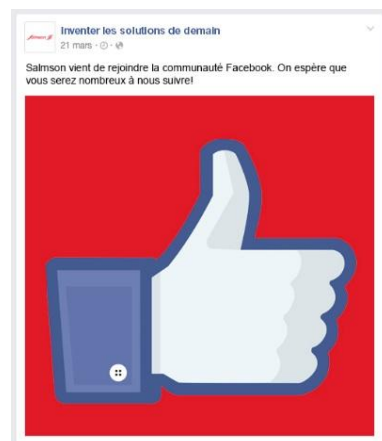 Salmson
Inventer les solutions de demain
21 mars
Salmson vient de rejoindre la communauté Facebook. On espère que
vous serez nombreux à nous suivre!